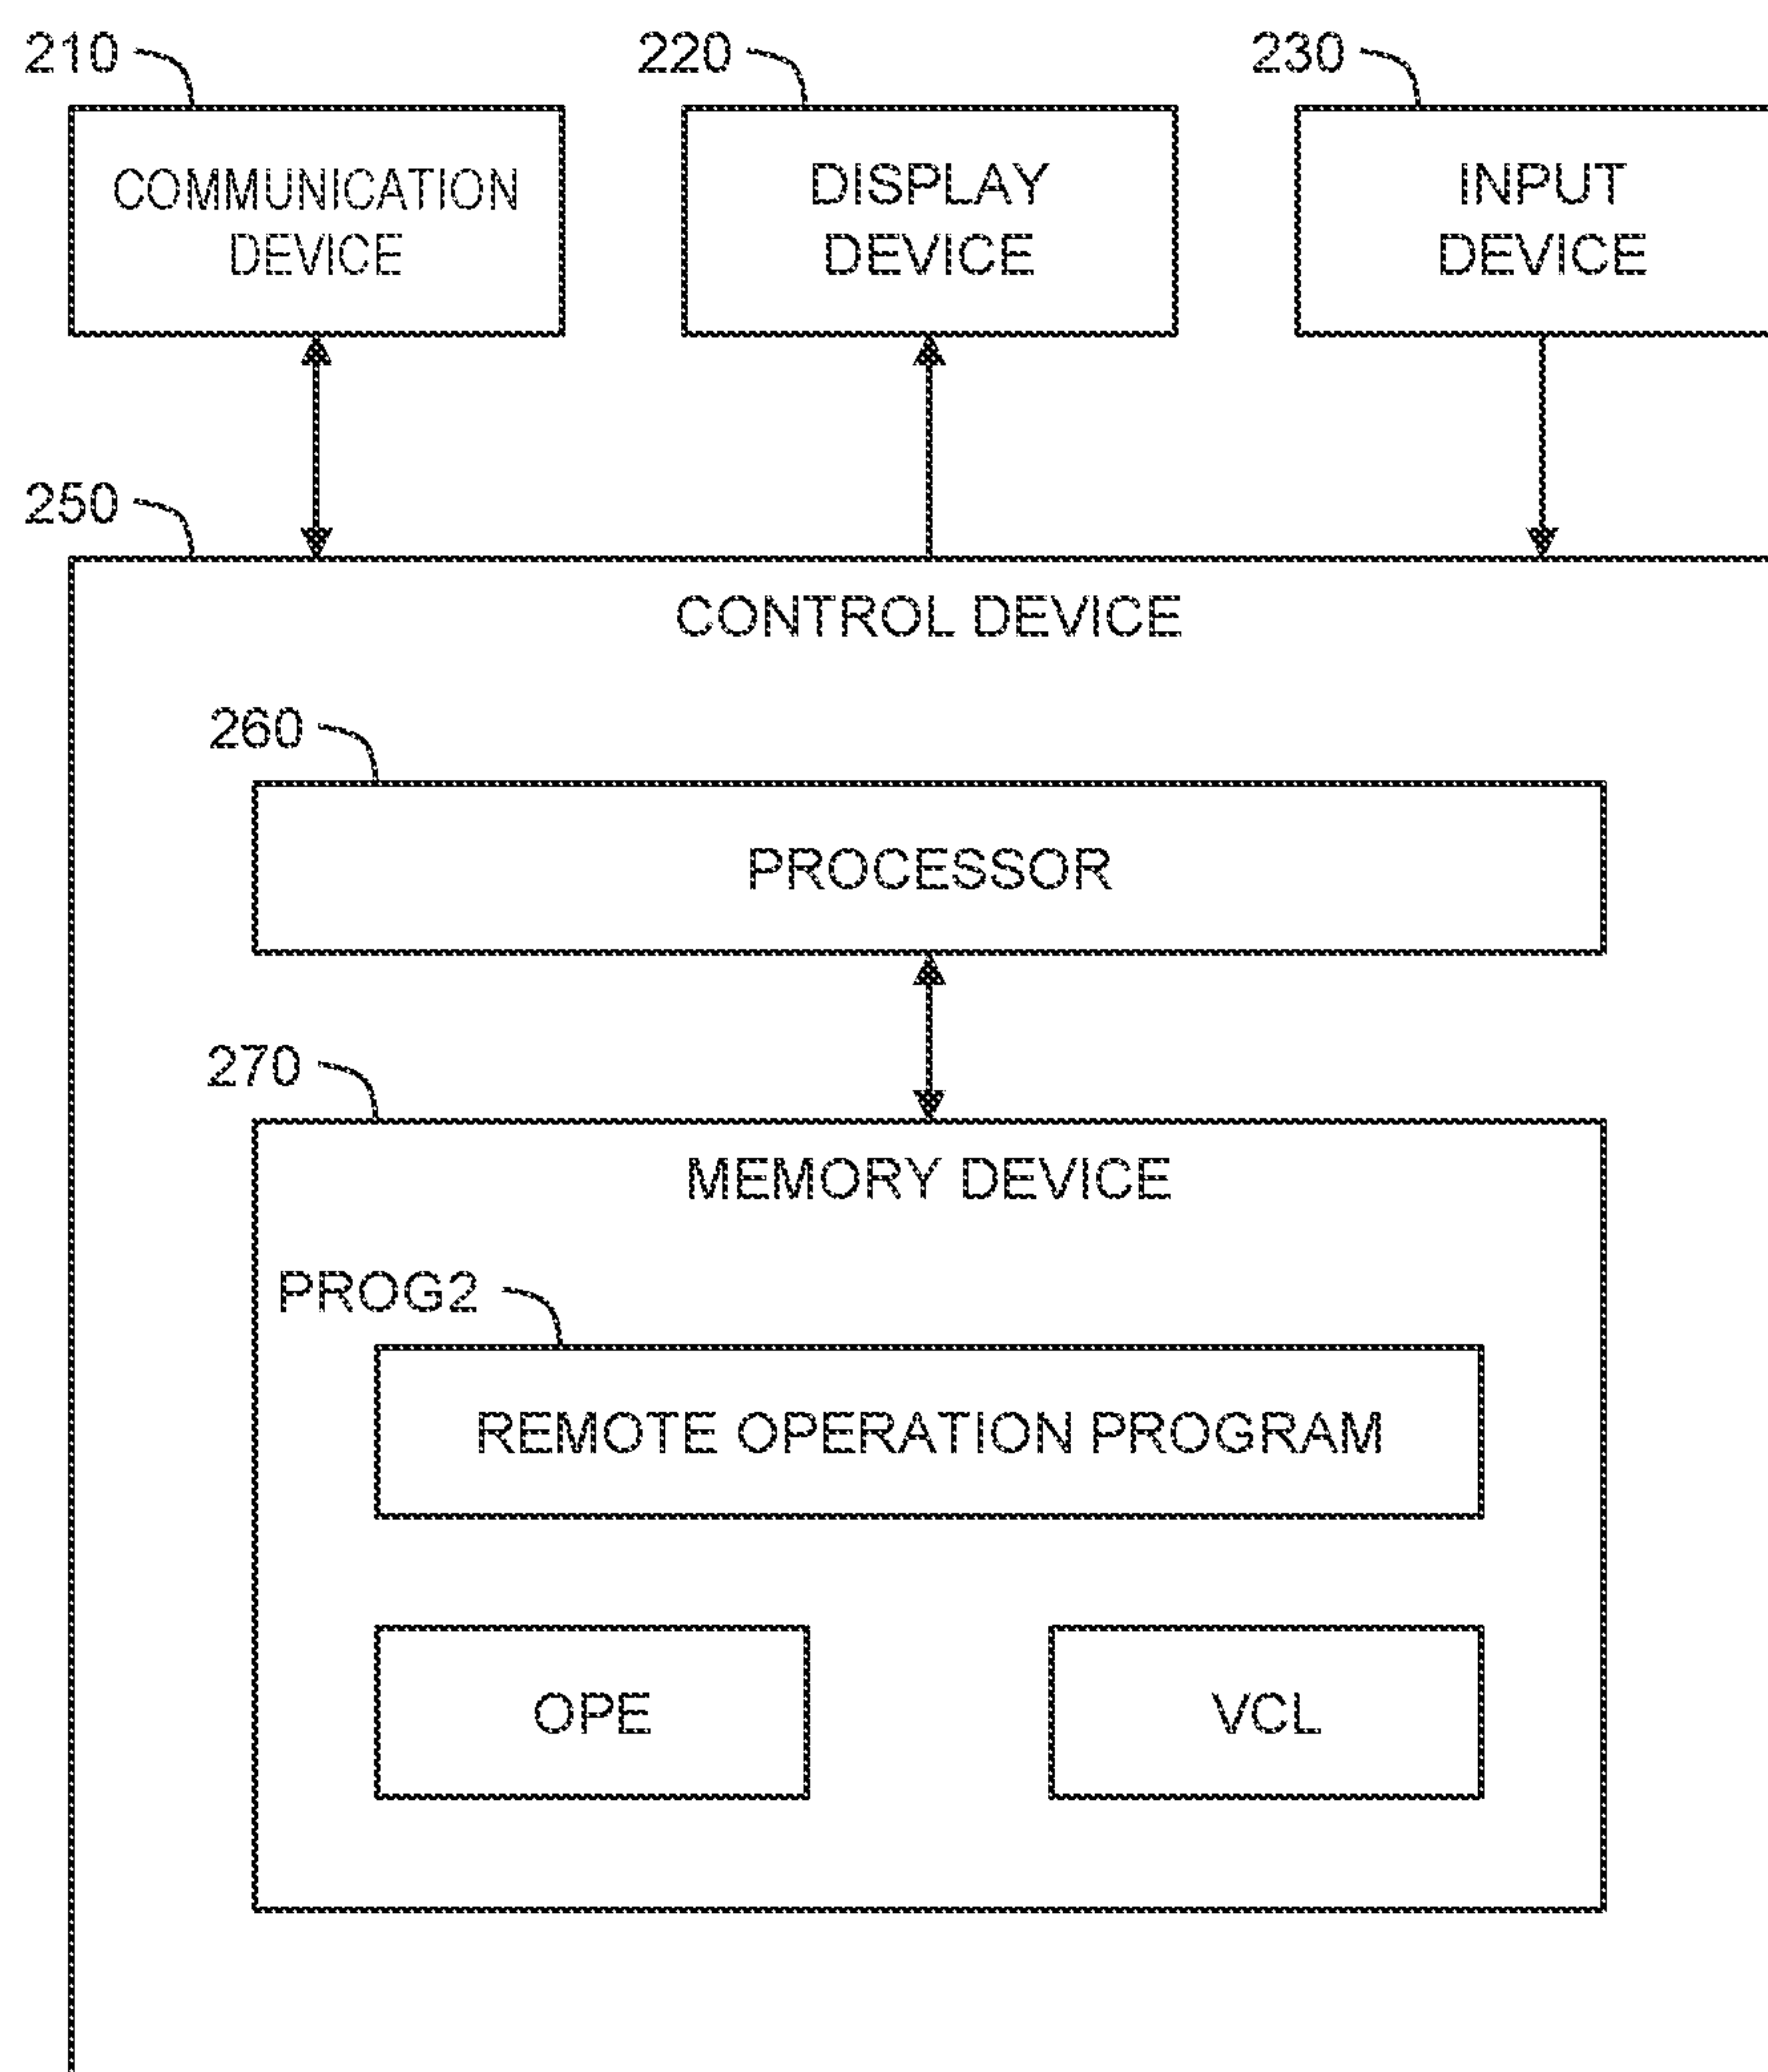 210
220
230
COMMUNICATION
DEVICE
DISPLAY
DEVICE
INPUT
DEVICE
250
CONTROL DEVICE
260
PROCESSOR
270
MEMORY DEVICE
PROG2
REMOTE OPERATION PROGRAM
OPE
VCL